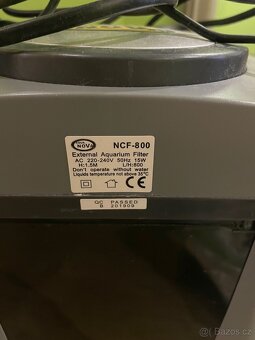 NOVA
NCF-800
External Aquarium Filter
AC 220-240V 50Hz 15W
H:1.5M L/H:800
Don't operate without water
Liquids temperature not above 35°C
CE
QC PASSED
B 201909
Bazos.cz